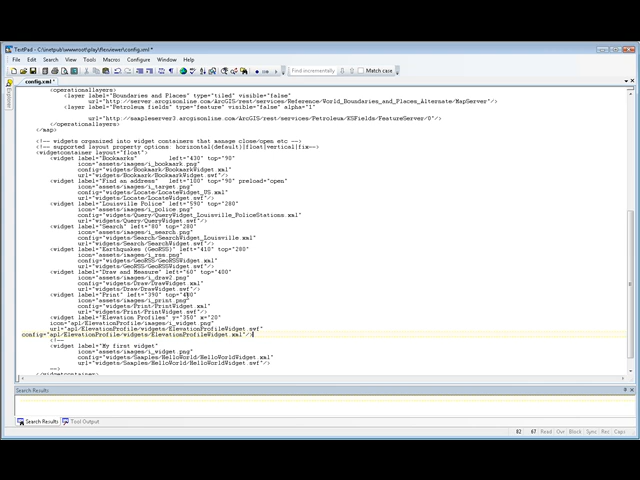 TextPad - C:\inetpub\wwwroot\play\flexviewer\config.xml *
File Edit Search View Tools Macros Configure Window Help
Find incrementally Match case
config.xml *
Explorer
<operationallayers>
<layer label="Boundaries and Places" type="tiled" visible="false"
url="http://server.arcgisonline.com/ArcGIS/rest/services/Reference/World_Boundaries_and_Places_Alternate/MapServer"/>
<layer label="Petroleum fields" type="feature" visible="false" alpha="1"
url="http://sampleserver3.arcgisonline.com/ArcGIS/rest/services/Petroleum/KSFields/FeatureServer/0"/>
</operationallayers>
</map>
<!-- widgets organized into widget containers that manage close/open etc -->
<!-- supported layout property options: horizontal(default)|float|vertical|fix-->
<widgetcontainer layout="float">
<widget label="Bookmarks" left="430" top="90"
icon="assets/images/i_bookmark.png"
config="widgets/Bookmark/BookmarkWidget.xml"
url="widgets/Bookmark/BookmarkWidget.swf"/>
<widget label="Find an address" left="100" top="90" preload="open"
icon="assets/images/i_target.png"
config="widgets/Locate/LocateWidget_US.xml"
url="widgets/Locate/LocateWidget.swf"/>
<widget label="Louisville Police" left="590" top="280"
icon="assets/images/i_police.png"
config="widgets/Query/QueryWidget_Louisville_PoliceStations.xml"
url="widgets/Query/QueryWidget.swf"/>
<widget label="Search" left="80" top="280"
icon="assets/images/i_search.png"
config="widgets/Search/SearchWidget_Louisville.xml"
url="widgets/Search/SearchWidget.swf"/>
<widget label="Earthquakes (GeoRSS)" left="410" top="280"
icon="assets/images/i_rss.png"
config="widgets/GeoRSS/GeoRSSWidget.xml"
url="widgets/GeoRSS/GeoRSSWidget.swf"/>
<widget label="Draw and Measure" left="60" top="400"
icon="assets/images/i_draw2.png"
config="widgets/Draw/DrawWidget.xml"
url="widgets/Draw/DrawWidget.swf"/>
<widget label="Print" left="390" top="400"
icon="assets/images/i_print.png"
config="widgets/Print/PrintWidget.xml"
url="widgets/Print/PrintWidget.swf"/>
<widget label="Elevation Profiles" y="350" x="20"
icon="apl/ElevationProfile/images/i_widget.png"
url="apl/ElevationProfile/widgets/ElevationProfileWidget.swf"
config="apl/ElevationProfile/widgets/ElevationProfileWidget.xml"/>
<!--
<widget label="My first widget"
icon="assets/images/i_widget.png"
config="widgets/Samples/HelloWorld/HelloWorldWidget.xml"
url="widgets/Samples/HelloWorld/HelloWorldWidget.swf"/>
-->
</widgetcontainer>
Search Results
Search Results Tool Output
82 67 Read Ovr Block Sync Rec Caps